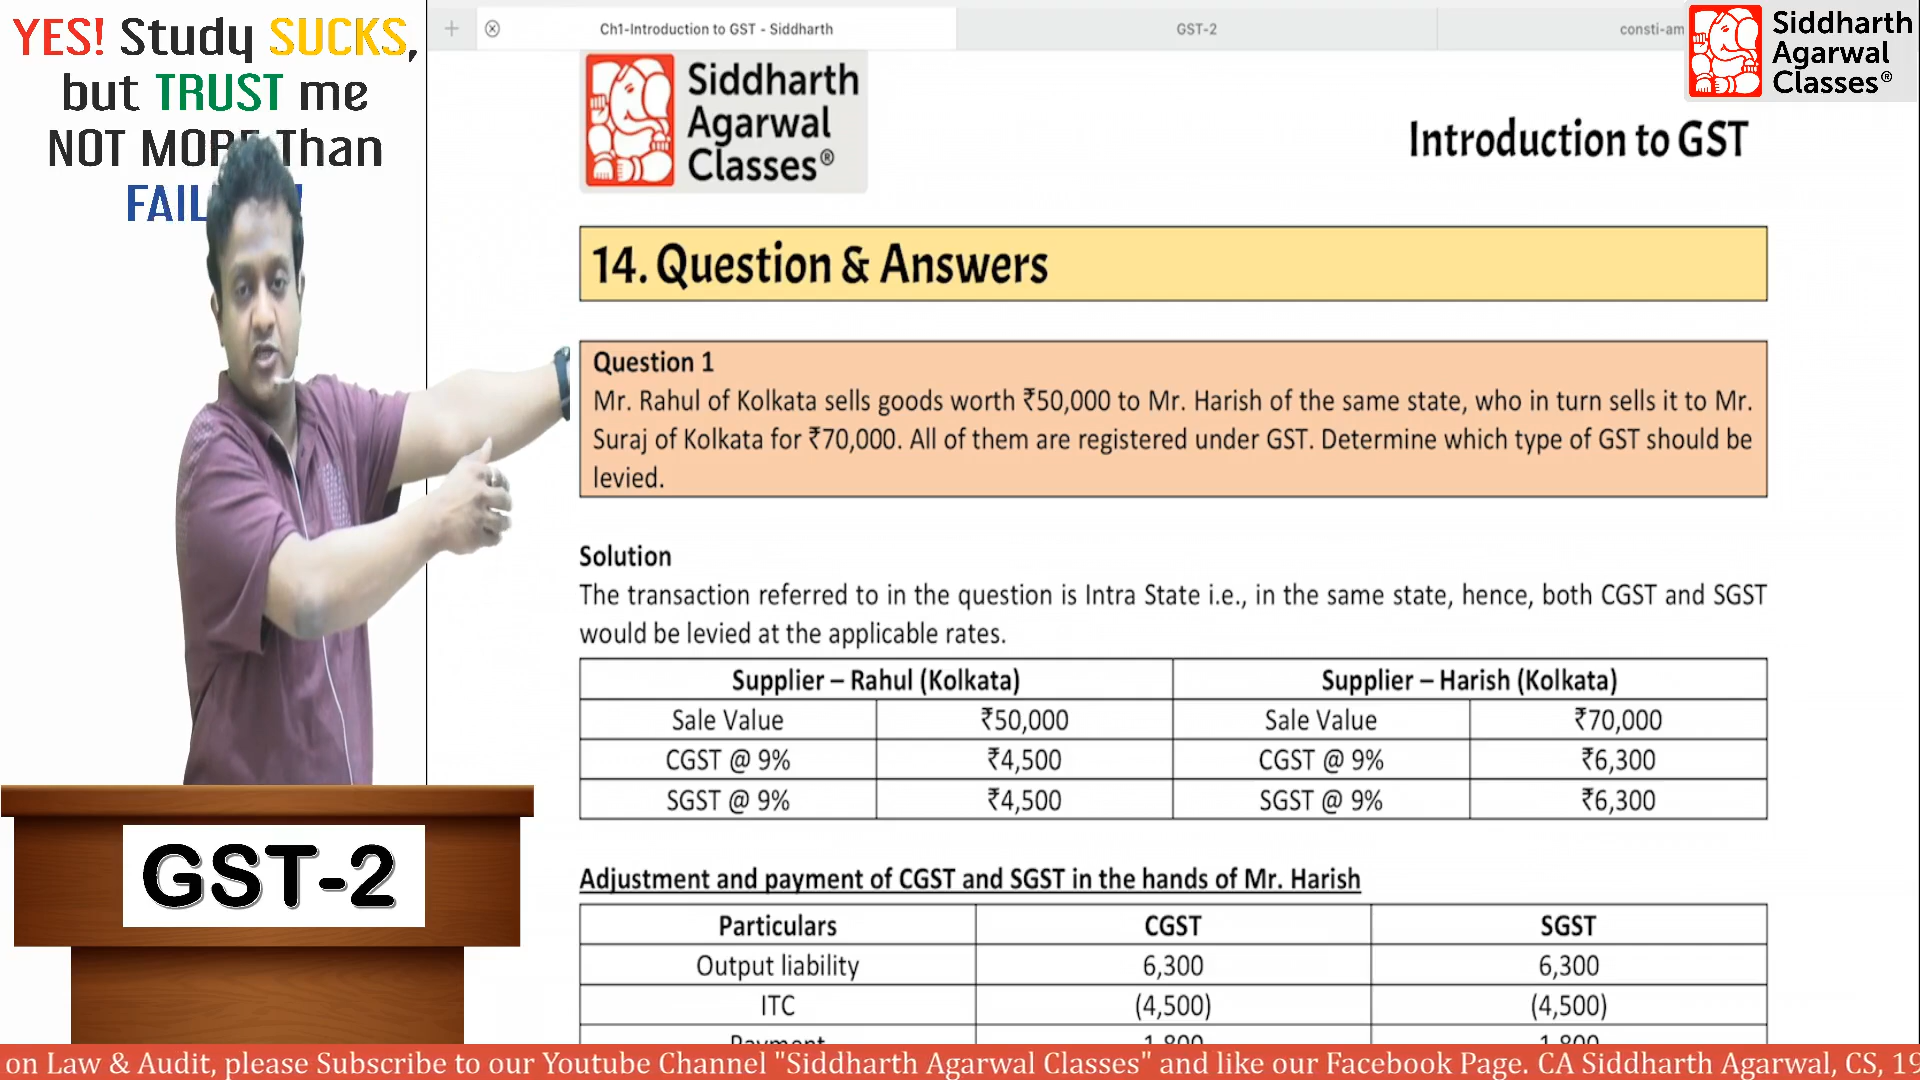 YES! Study SUCKS,
but TRUST me
NOT MORE Than
FAIL
Ch1-Introduction to GST - Siddharth
GST-2
consti-am
Siddharth
Agarwal
Classes®
Siddharth
Agarwal
Classes®
Introduction to GST
14. Question & Answers
Question 1
Mr. Rahul of Kolkata sells goods worth ₹50,000 to Mr. Harish of the same state, who in turn sells it to Mr.
Suraj of Kolkata for ₹70,000. All of them are registered under GST. Determine which type of GST should be
levied.
Solution
The transaction referred to in the question is Intra State i.e., in the same state, hence, both CGST and SGST
would be levied at the applicable rates.
Supplier – Rahul (Kolkata) Supplier – Harish (Kolkata)
Sale Value ₹50,000 Sale Value ₹70,000
CGST @ 9% ₹4,500 CGST @ 9% ₹6,300
SGST @ 9% ₹4,500 SGST @ 9% ₹6,300
Adjustment and payment of CGST and SGST in the hands of Mr. Harish
Particulars CGST SGST
Output liability 6,300 6,300
ITC (4,500) (4,500)
Payment 1,800 1,800
GST-2
on Law & Audit, please Subscribe to our Youtube Channel "Siddharth Agarwal Classes" and like our Facebook Page. CA Siddharth Agarwal, CS, 19